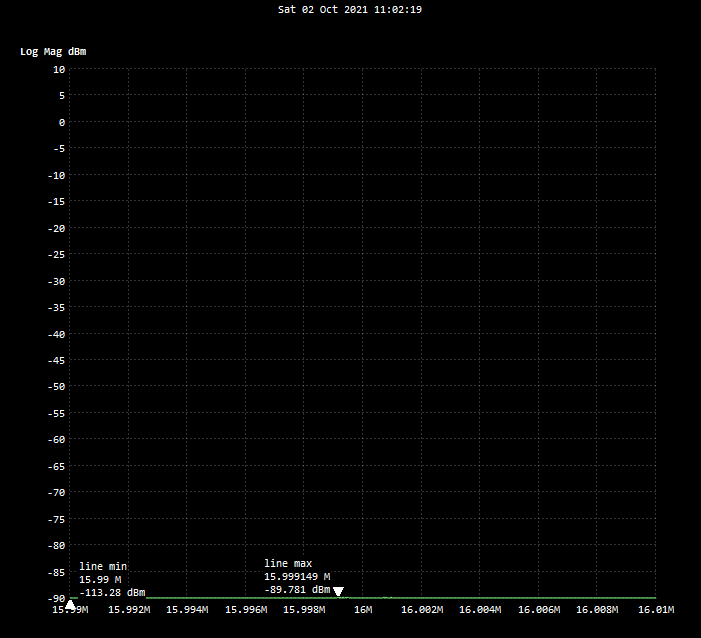 Sat 02 Oct 2021 11:02:19
Log Mag dBm
10
5
0
-5
-10
-15
-20
-25
-30
-35
-40
-45
-50
-55
-60
-65
-70
-75
-80
-85
-90
line min
15.99 M
-113.28 dBm
line max
15.999149 M
-89.781 dBm
15.99M 15.992M 15.994M 15.996M 15.998M 16M 16.002M 16.004M 16.006M 16.008M 16.01M